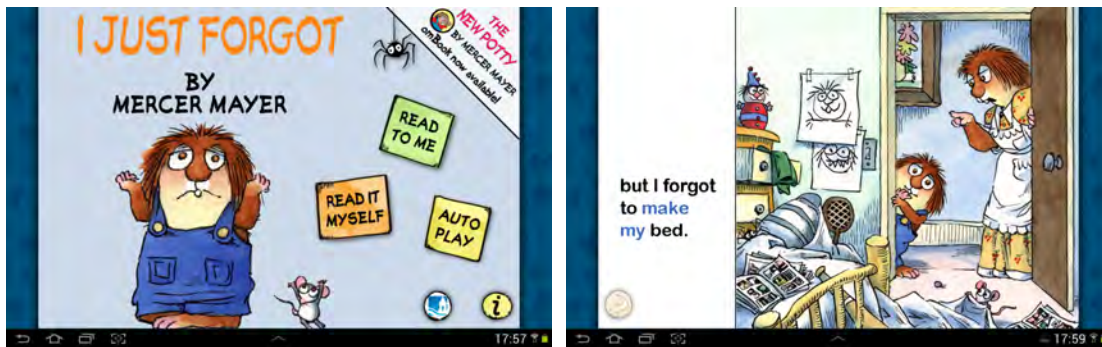 I JUST FORGOT
BY
MERCER MAYER
THE
NEW POTTY
BY MERCER MAYER
omBook now available!
READ
TO ME
READ IT
MYSELF
AUTO
PLAY
i
17:57
but I forgot
to make
my bed.
17:59